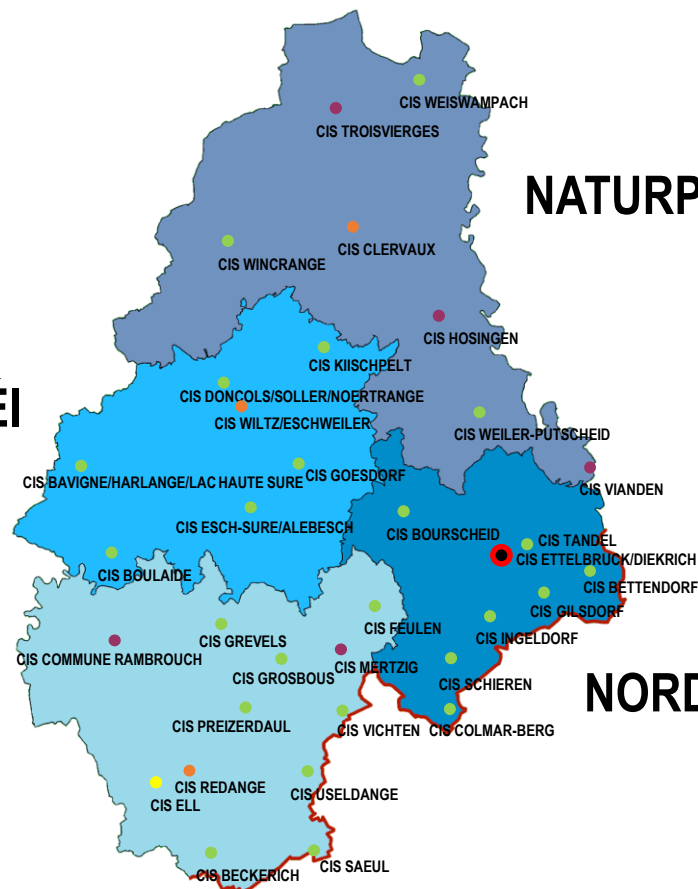 CIS WEISWAMPACH
CIS TROISVIERGES
NATURP
CIS CLERVAUX
CIS WINCRANGE
CIS HOSINGEN
CIS KIISCHPELT
CIS DONCOLS/SOLLER/NOERTRANGE
EI
CIS WILTZ/ESCHWEILER
CIS WEILER-PUTSCHEID
CIS GOESDORF
CIS BAVIGNE/HARLANGE/LAC HAUTE SURE
CIS VIANDEN
CIS ESCH-SURE/ALEBESCH
CIS BOURSCHEID
CIS TANDEL
CIS ETTELBRUCK/DIEKRICH
CIS BOULAIDE
CIS BETTENDORF
CIS GILSDORF
CIS FEULEN
CIS INGELDORF
CIS GREVELS
CIS COMMUNE RAMBROUCH
CIS MERTZIG
CIS GROSBOUS
CIS SCHIEREN
NORD
CIS PREIZERDAUL
CIS VICHTEN
CIS COLMAR-BERG
CIS REDANGE
CIS USELDANGE
CIS ELL
CIS SAEUL
CIS BECKERICH